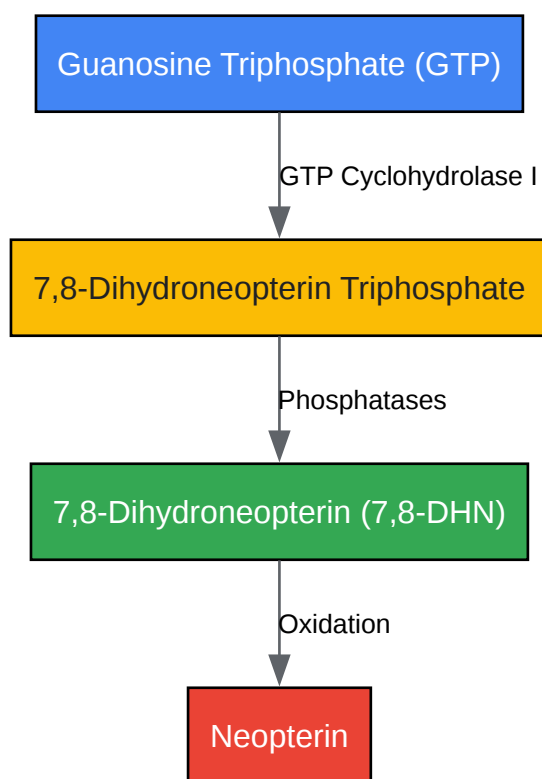 Guanosine Triphosphate (GTP)
GTP Cyclohydrolase I
7,8-Dihydroneopterin Triphosphate
Phosphatases
7,8-Dihydroneopterin (7,8-DHN)
Oxidation
Neopterin